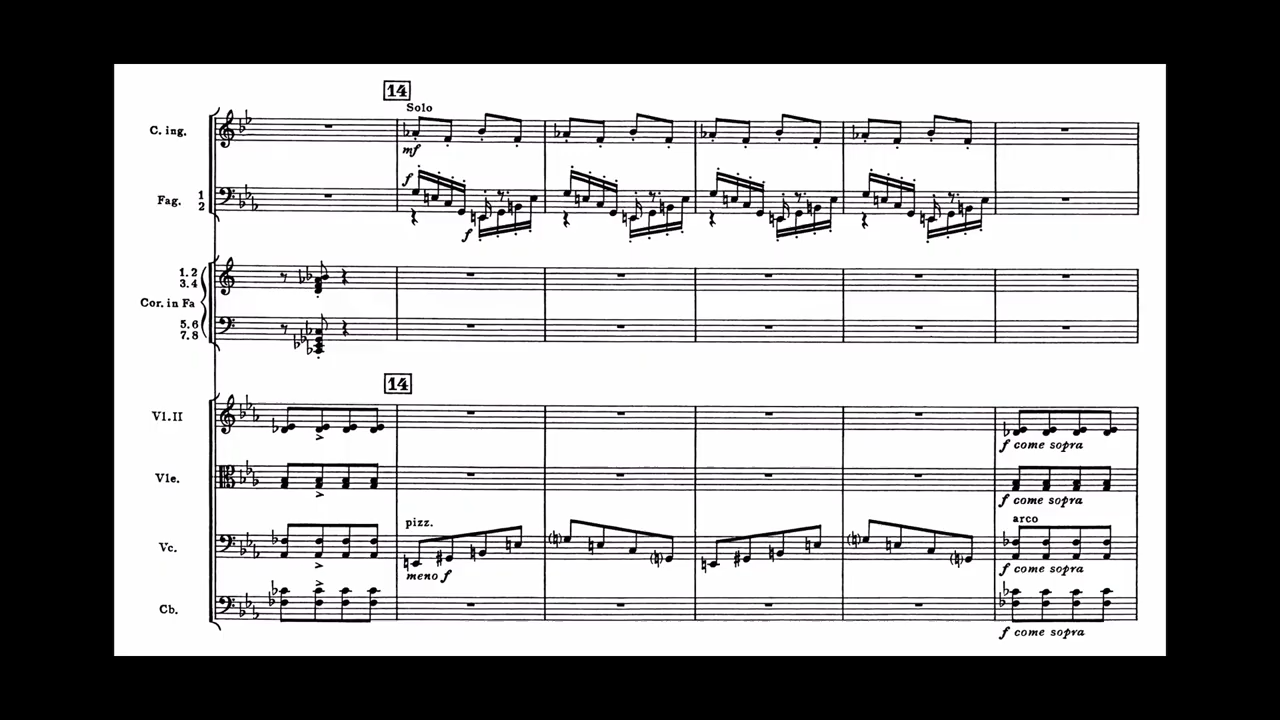 14
Solo
C. ing.
mf
f
Fag. 1
2
f
1. 2
3. 4
Cor. in Fa
5. 6
7. 8
14
Vl. II
f come sopra
Vle.
f come sopra
pizz.
arco
Vc.
meno f
f come sopra
Cb.
f come sopra